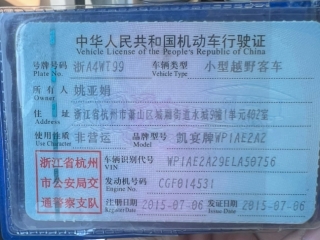 中华人民共和国机动车行驶证
Vehicle License of the People's Republic of China
号牌号码 浙A4WT99 车辆类型 小型越野客车
Plate No. Vehicle Type
所有人 姚亚娟
Owner
住址 浙江省杭州市萧山区城厢街道水城9幢1单元402室
Address
使用性质 非营运 品牌型号 凯宴牌WP1AE2A2
Use Character Model
浙江省杭州
市公安局交
通警察支队
车辆识别代号 WP1AE2A29ELA50756
VIN
发动机号码 CGF014531
Engine No.
注册日期 2015-07-06 发证日期 2015-07-06
Register Date Issue Date